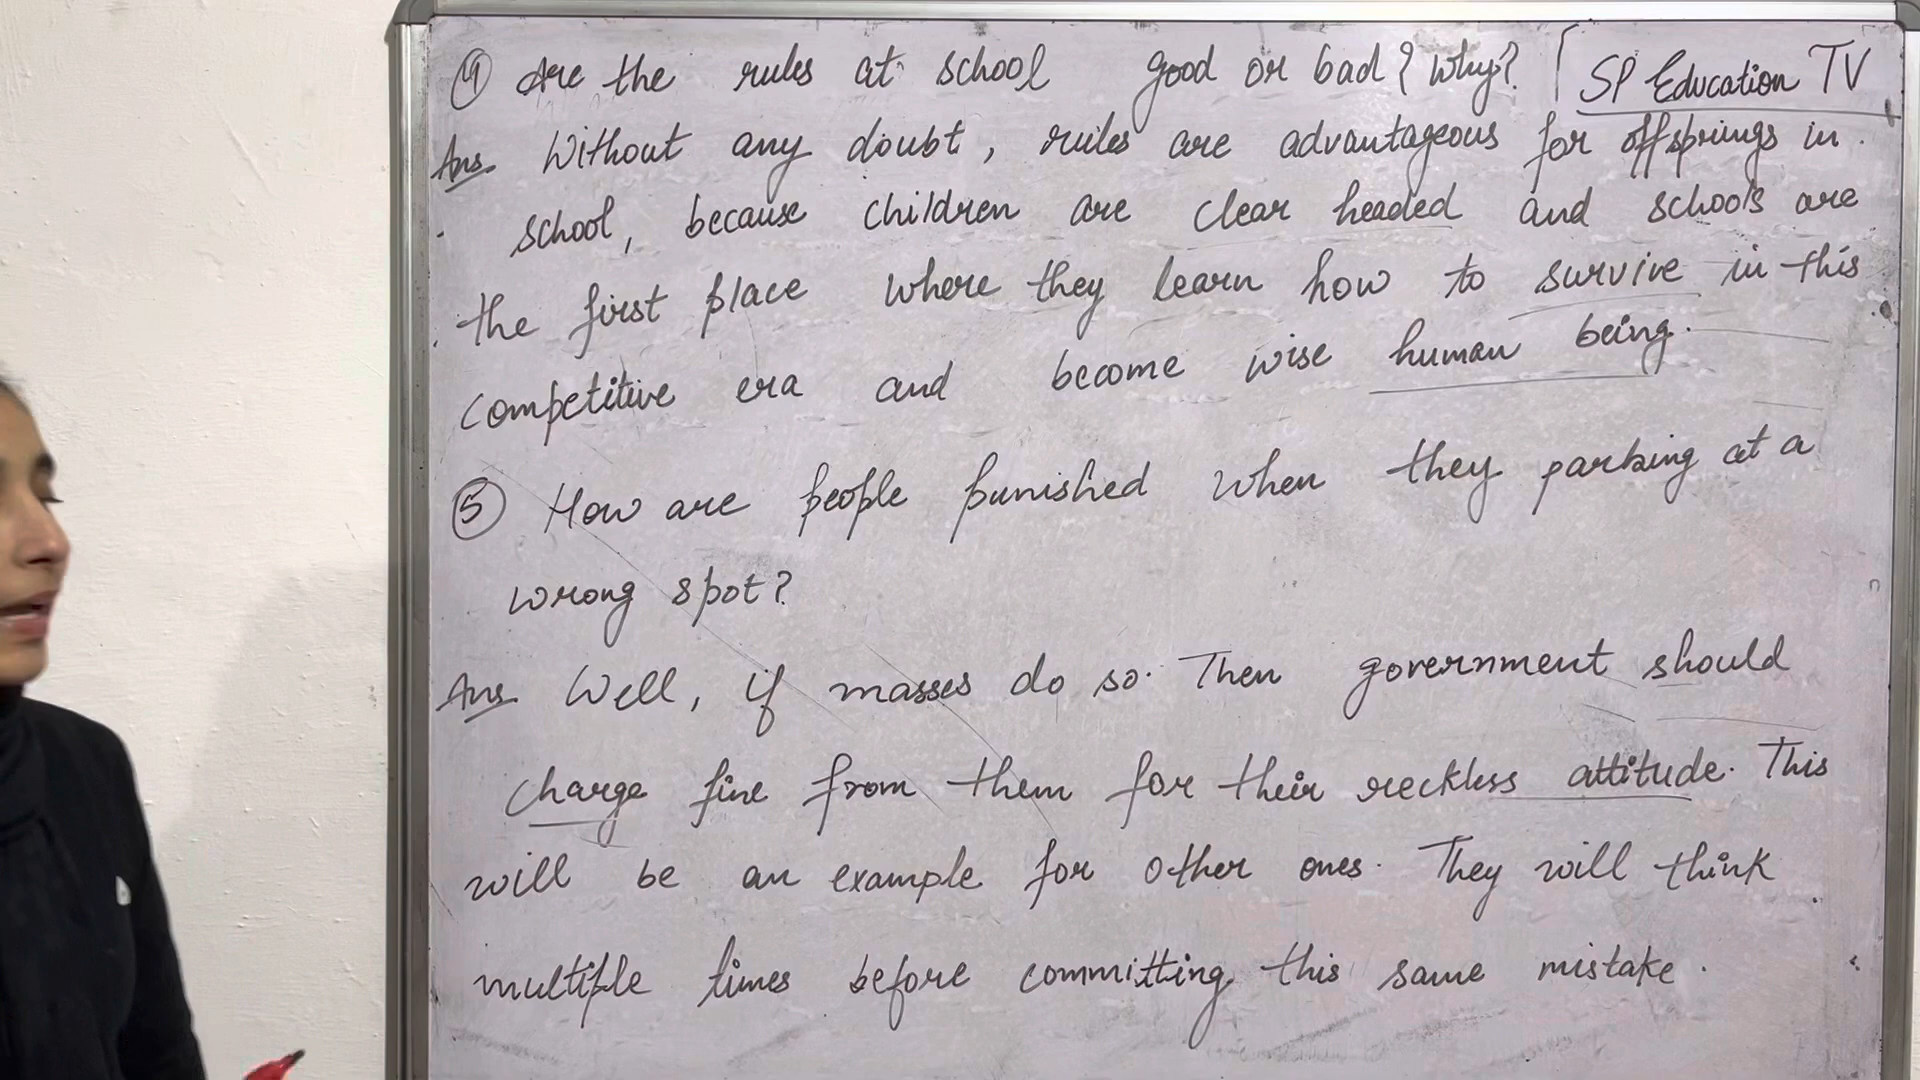 ④ Are the rules at school good or bad? Why? SP Education TV
Ans Without any doubt, rules are advantageous for offsprings in
school, because children are clear headed and schools are
the first place where they learn how to survive in this
competitive era and become wise human being.
⑤ How are people punished when they parking at a
wrong spot?
Ans Well, if masses do so. Then government should
charge fine from them for their reckless attitude. This
will be an example for other ones. They will think
multiple times before committing this same mistake.